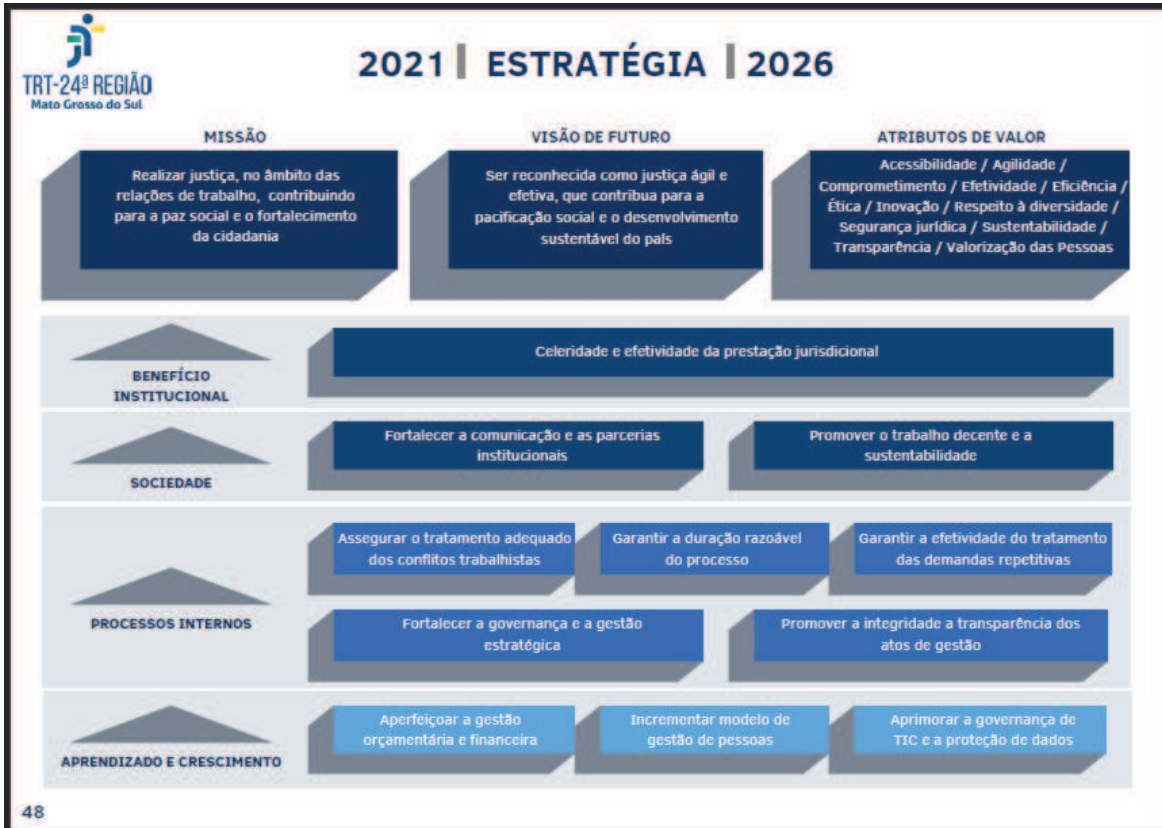 TRT-24ª REGIÃO
Mato Grosso do Sul
2021 | ESTRATÉGIA | 2026
MISSÃO
Realizar justiça, no âmbito das
relações de trabalho, contribuindo
para a paz social e o fortalecimento
da cidadania
VISÃO DE FUTURO
Ser reconhecida como justiça ágil e
efetiva, que contribua para a
pacificação social e o desenvolvimento
sustentável do país
ATRIBUTOS DE VALOR
Acessibilidade / Agilidade /
Comprometimento / Efetividade / Eficiência /
Ética / Inovação / Respeito à diversidade /
Segurança jurídica / Sustentabilidade /
Transparência / Valorização das Pessoas
BENEFÍCIO
INSTITUCIONAL
Celeridade e efetividade da prestação jurisdicional
SOCIEDADE
Fortalecer a comunicação e as parcerias
institucionais
Promover o trabalho decente e a
sustentabilidade
PROCESSOS INTERNOS
Assegurar o tratamento adequado
dos conflitos trabalhistas
Garantir a duração razoável
do processo
Garantir a efetividade do tratamento
das demandas repetitivas
Fortalecer a governança e a gestão
estratégica
Promover a integridade a transparência dos
atos de gestão
APRENDIZADO E CRESCIMENTO
Aperfeiçoar a gestão
orçamentária e financeira
Incrementar modelo de
gestão de pessoas
Aprimorar a governança de
TIC e a proteção de dados
48